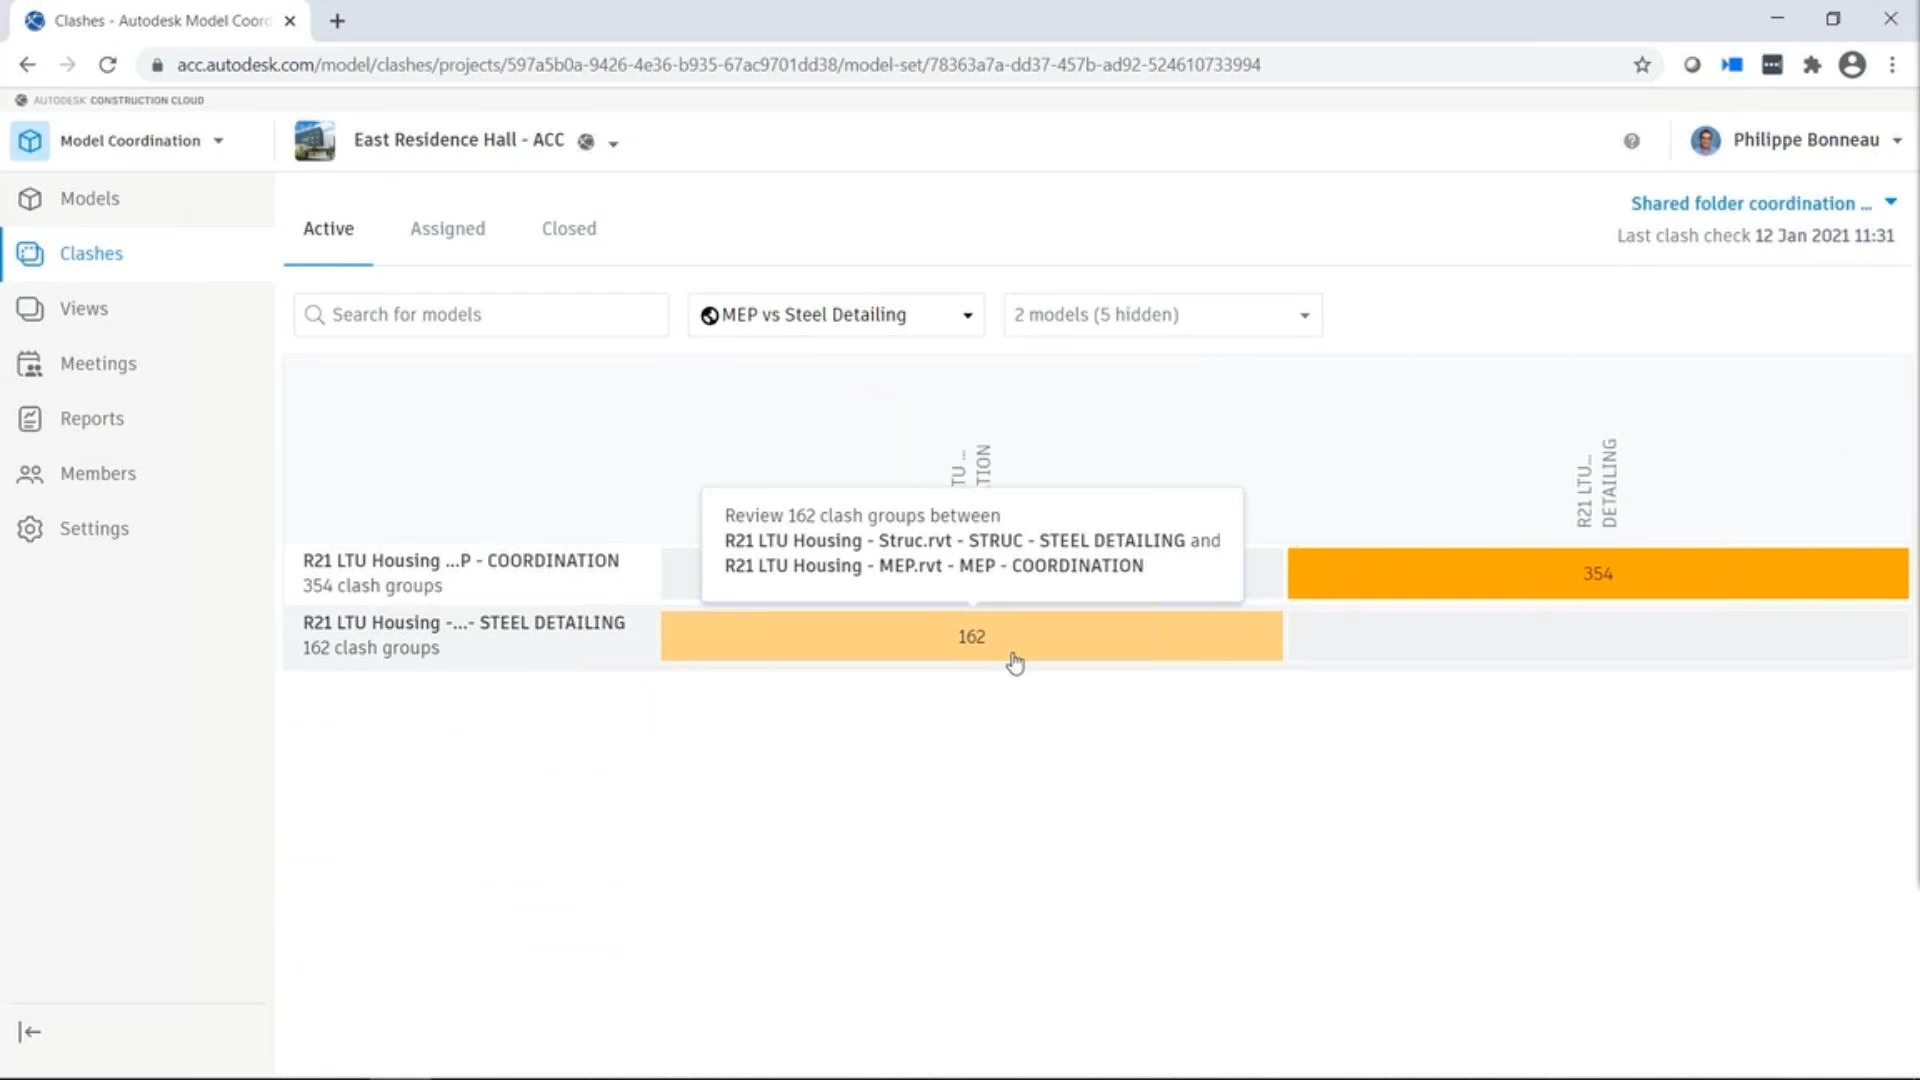 Clashes - Autodesk Model Coord
acc.autodesk.com/model/clashes/projects/597a5b0a-9426-4e36-b935-67ac9701dd38/model-set/78363a7a-dd37-457b-ad92-524610733994
AUTODESK CONSTRUCTION CLOUD
Model Coordination
East Residence Hall - ACC
Philippe Bonneau
Models
Clashes
Views
Meetings
Reports
Members
Settings
Active
Assigned
Closed
Shared folder coordination ...
Last clash check 12 Jan 2021 11:31
Search for models
MEP vs Steel Detailing
2 models (5 hidden)
TU ...
TION
R21 LTU...
DETAILING
Review 162 clash groups between
R21 LTU Housing - Struc.rvt - STRUC - STEEL DETAILING and
R21 LTU Housing - MEP.rvt - MEP - COORDINATION
R21 LTU Housing ...P - COORDINATION
354 clash groups
354
R21 LTU Housing -...- STEEL DETAILING
162 clash groups
162